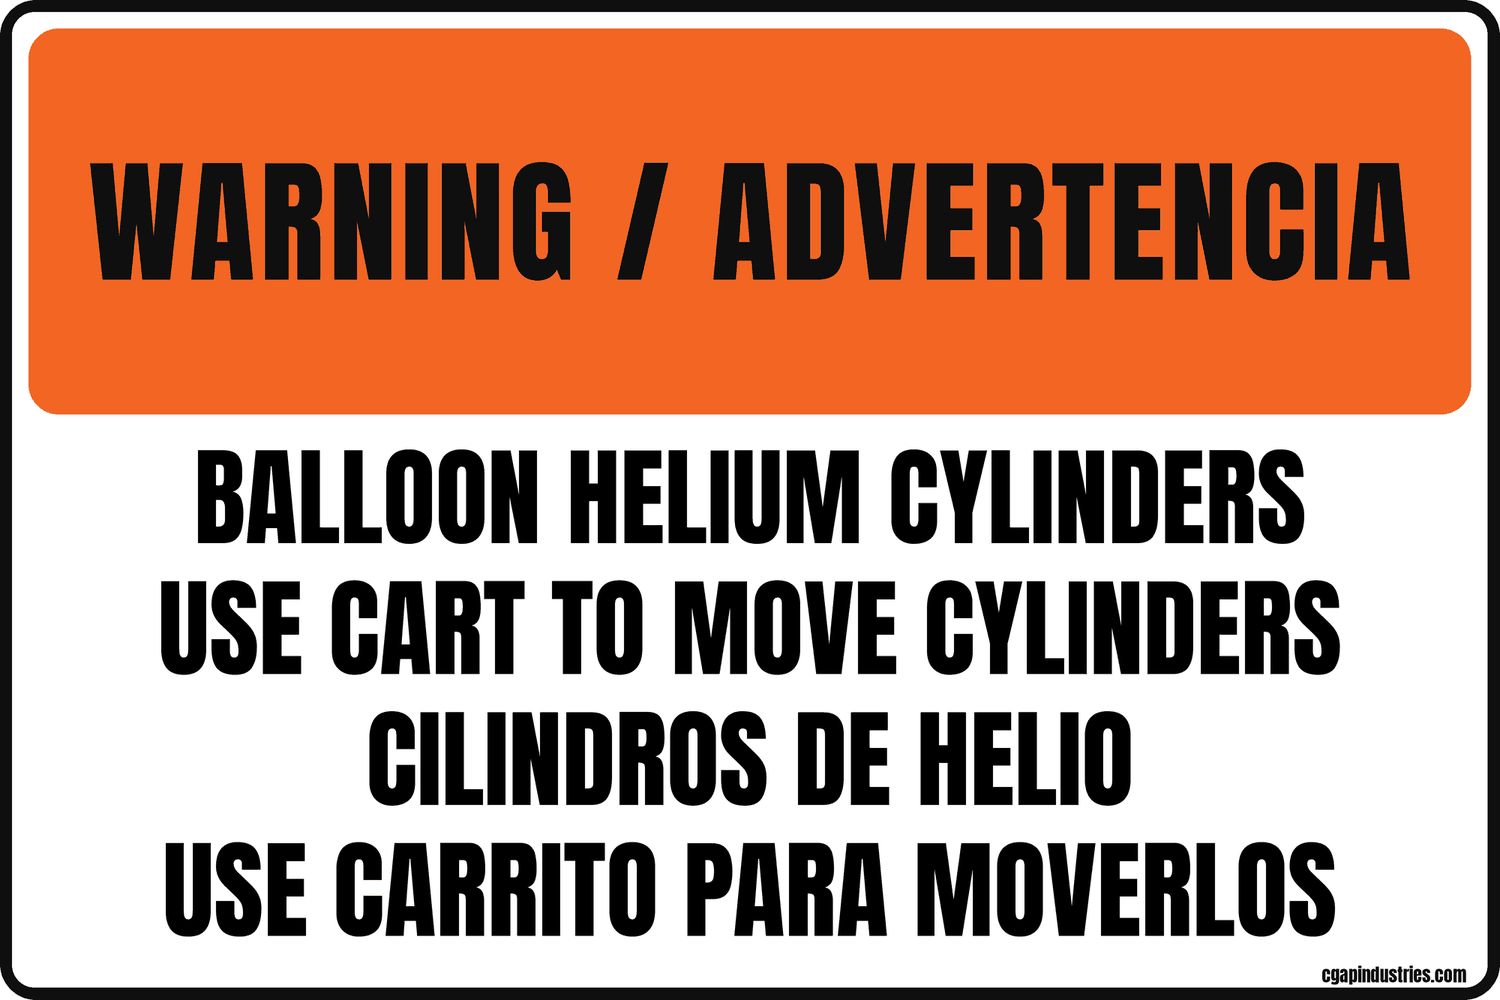 WARNING / ADVERTENCIA
BALLOON HELIUM CYLINDERS
USE CART TO MOVE CYLINDERS
CILINDROS DE HELIO
USE CARRITO PARA MOVERLOS
cgapindustries.com